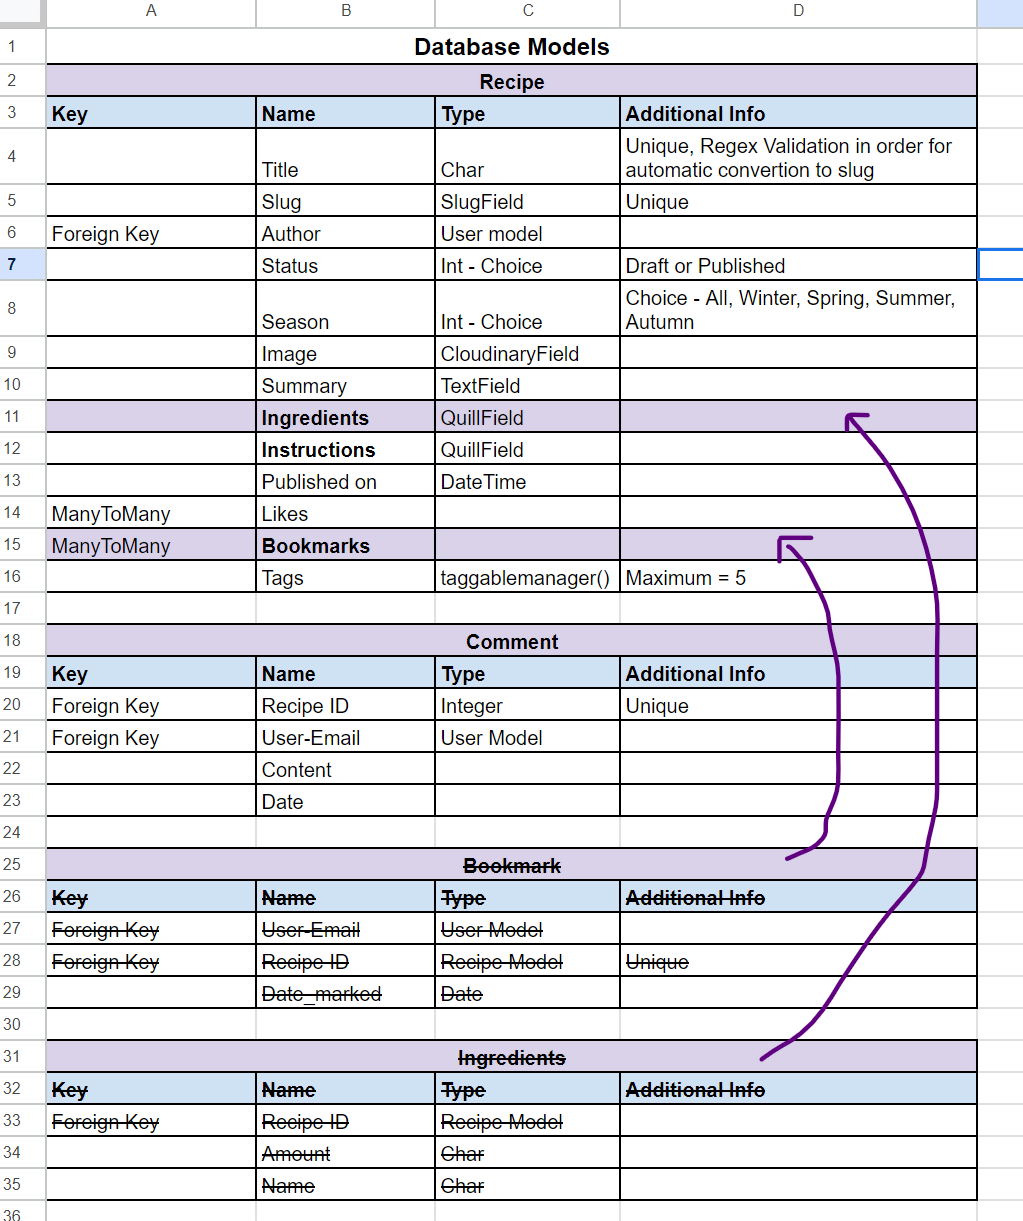 A B C D
1 Database Models
2 Recipe
3 Key Name Type Additional Info
Unique, Regex Validation in order for
4 Title Char automatic convertion to slug
5 Slug SlugField Unique
6 Foreign Key Author User model
7 Status Int - Choice Draft or Published
Choice - All, Winter, Spring, Summer,
8 Season Int - Choice Autumn
9 Image CloudinaryField
10 Summary TextField
11 Ingredients QuillField
12 Instructions QuillField
13 Published on DateTime
14 ManyToMany Likes
15 ManyToMany Bookmarks
16 Tags taggablemanager() Maximum = 5
17
18 Comment
19 Key Name Type Additional Info
20 Foreign Key Recipe ID Integer Unique
21 Foreign Key User-Email User Model
22 Content
23 Date
24
25 Bookmark
26 Key Name Type Additional Info
27 Foreign Key User-Email User Model
28 Foreign Key Recipe ID Recipe Model Unique
29 Date_marked Date
30
31 Ingredients
32 Key Name Type Additional Info
33 Foreign Key Recipe ID Recipe Model
34 Amount Char
35 Name Char
36